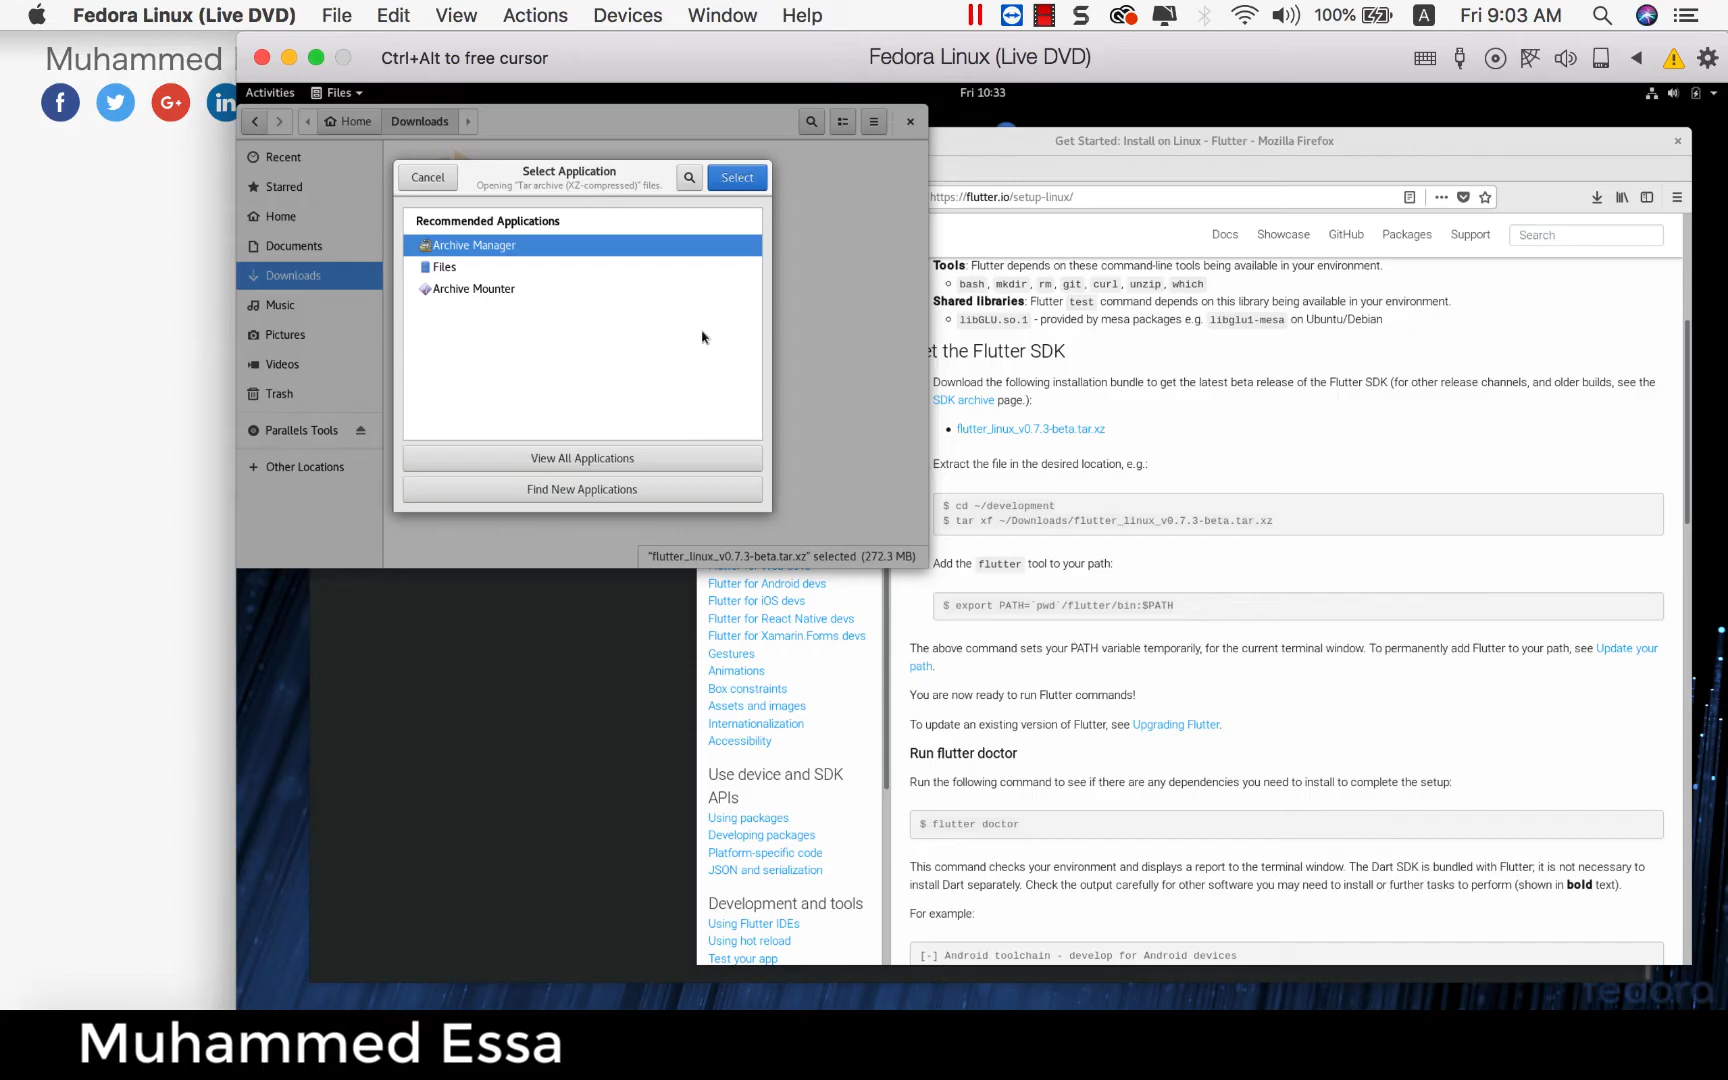 Fedora Linux (Live DVD) File Edit View Actions Devices Window Help 100% A Fri 9:03 AM
Muhammed
Ctrl+Alt to free cursor
Fedora Linux (Live DVD)
Activities Files Fri 10:33
Home Downloads
Get Started: Install on Linux - Flutter - Mozilla Firefox
https://flutter.io/setup-linux/
Recent
Starred
Home
Documents
Downloads
Music
Pictures
Videos
Trash
Parallels Tools
+ Other Locations
Cancel
Select Application
Opening "Tar archive (XZ-compressed)" files.
Select
Recommended Applications
Archive Manager
Files
Archive Mounter
View All Applications
Find New Applications
"flutter_linux_v0.7.3-beta.tar.xz" selected (272.3 MB)
Docs Showcase GitHub Packages Support Search
Tools: Flutter depends on these command-line tools being available in your environment.
bash, mkdir, rm, git, curl, unzip, which
Shared libraries: Flutter test command depends on this library being available in your environment.
libGLU.so.1 - provided by mesa packages e.g. libglu1-mesa on Ubuntu/Debian
et the Flutter SDK
Download the following installation bundle to get the latest beta release of the Flutter SDK (for other release channels, and older builds, see the
SDK archive page.):
flutter_linux_v0.7.3-beta.tar.xz
Extract the file in the desired location, e.g.:
$ cd ~/development
$ tar xf ~/Downloads/flutter_linux_v0.7.3-beta.tar.xz
Add the flutter tool to your path:
$ export PATH=`pwd`/flutter/bin:$PATH
The above command sets your PATH variable temporarily, for the current terminal window. To permanently add Flutter to your path, see Update your
path.
You are now ready to run Flutter commands!
To update an existing version of Flutter, see Upgrading Flutter.
Run flutter doctor
Run the following command to see if there are any dependencies you need to install to complete the setup:
$ flutter doctor
This command checks your environment and displays a report to the terminal window. The Dart SDK is bundled with Flutter; it is not necessary to
install Dart separately. Check the output carefully for other software you may need to install or further tasks to perform (shown in bold text).
For example:
[-] Android toolchain - develop for Android devices
Flutter for Android devs
Flutter for iOS devs
Flutter for React Native devs
Flutter for Xamarin.Forms devs
Gestures
Animations
Box constraints
Assets and images
Internationalization
Accessibility
Use device and SDK
APIs
Using packages
Developing packages
Platform-specific code
JSON and serialization
Development and tools
Using Flutter IDEs
Using hot reload
Test your app
fedora
Muhammed Essa